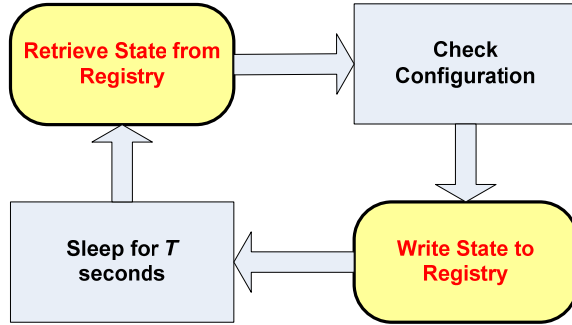 Retrieve State from
Registry
Check
Configuration
Sleep for T
seconds
Write State to
Registry